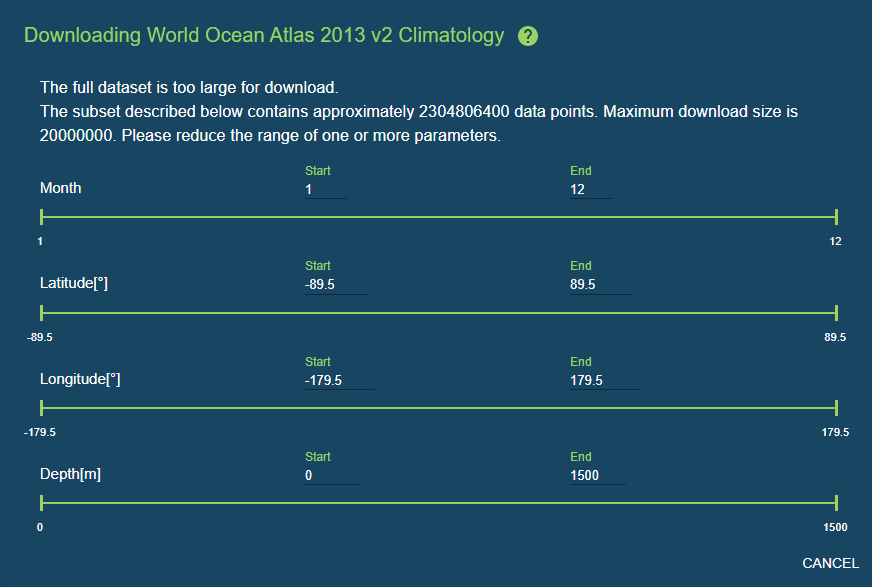 Downloading World Ocean Atlas 2013 v2 Climatology ?
The full dataset is too large for download.
The subset described below contains approximately 2304806400 data points. Maximum download size is
20000000. Please reduce the range of one or more parameters.
Month Start End
1 12
1 12
Latitude[°] Start End
-89.5 89.5
-89.5 89.5
Longitude[°] Start End
-179.5 179.5
-179.5 179.5
Depth[m] Start End
0 1500
0 1500
CANCEL